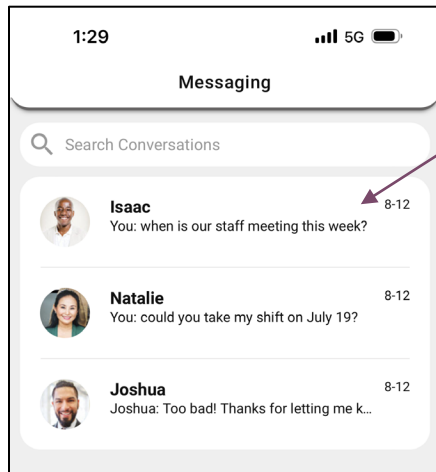 1:29 5G
Messaging
Search Conversations
Isaac 8-12
You: when is our staff meeting this week?
Natalie 8-12
You: could you take my shift on July 19?
Joshua 8-12
Joshua: Too bad! Thanks for letting me k...